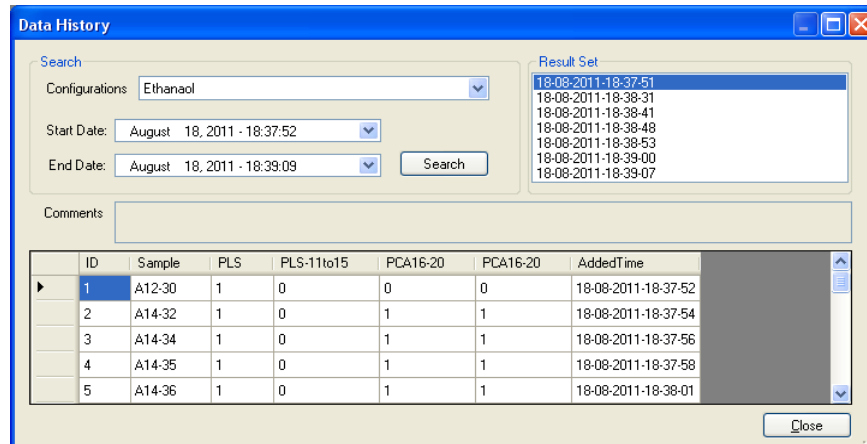 Data History
Search
Configurations Ethanaol
Start Date: August 18, 2011 - 18:37:52
End Date: August 18, 2011 - 18:39:09
Search
Result Set
18-08-2011-18-37-51
18-08-2011-18-38-31
18-08-2011-18-38-41
18-08-2011-18-38-48
18-08-2011-18-38-53
18-08-2011-18-39-00
18-08-2011-18-39-07
Comments
ID Sample PLS PLS-11to15 PCA16-20 PCA16-20 AddedTime
1 A12-30 1 0 0 0 18-08-2011-18-37-52
2 A14-32 1 0 1 1 18-08-2011-18-37-54
3 A14-34 1 0 1 1 18-08-2011-18-37-56
4 A14-35 1 0 1 1 18-08-2011-18-37-58
5 A14-36 1 0 1 1 18-08-2011-18-38-01
Close